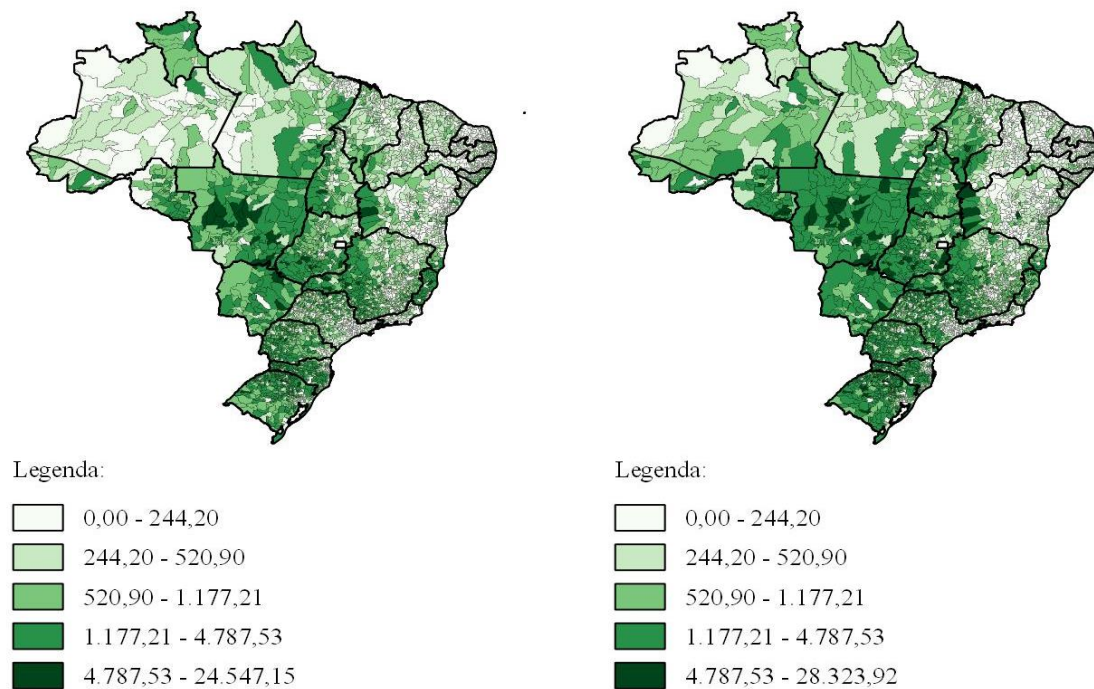 Legenda:
0,00 - 244,20
244,20 - 520,90
520,90 - 1.177,21
1.177,21 - 4.787,53
4.787,53 - 24.547,15
Legenda:
0,00 - 244,20
244,20 - 520,90
520,90 - 1.177,21
1.177,21 - 4.787,53
4.787,53 - 28.323,92